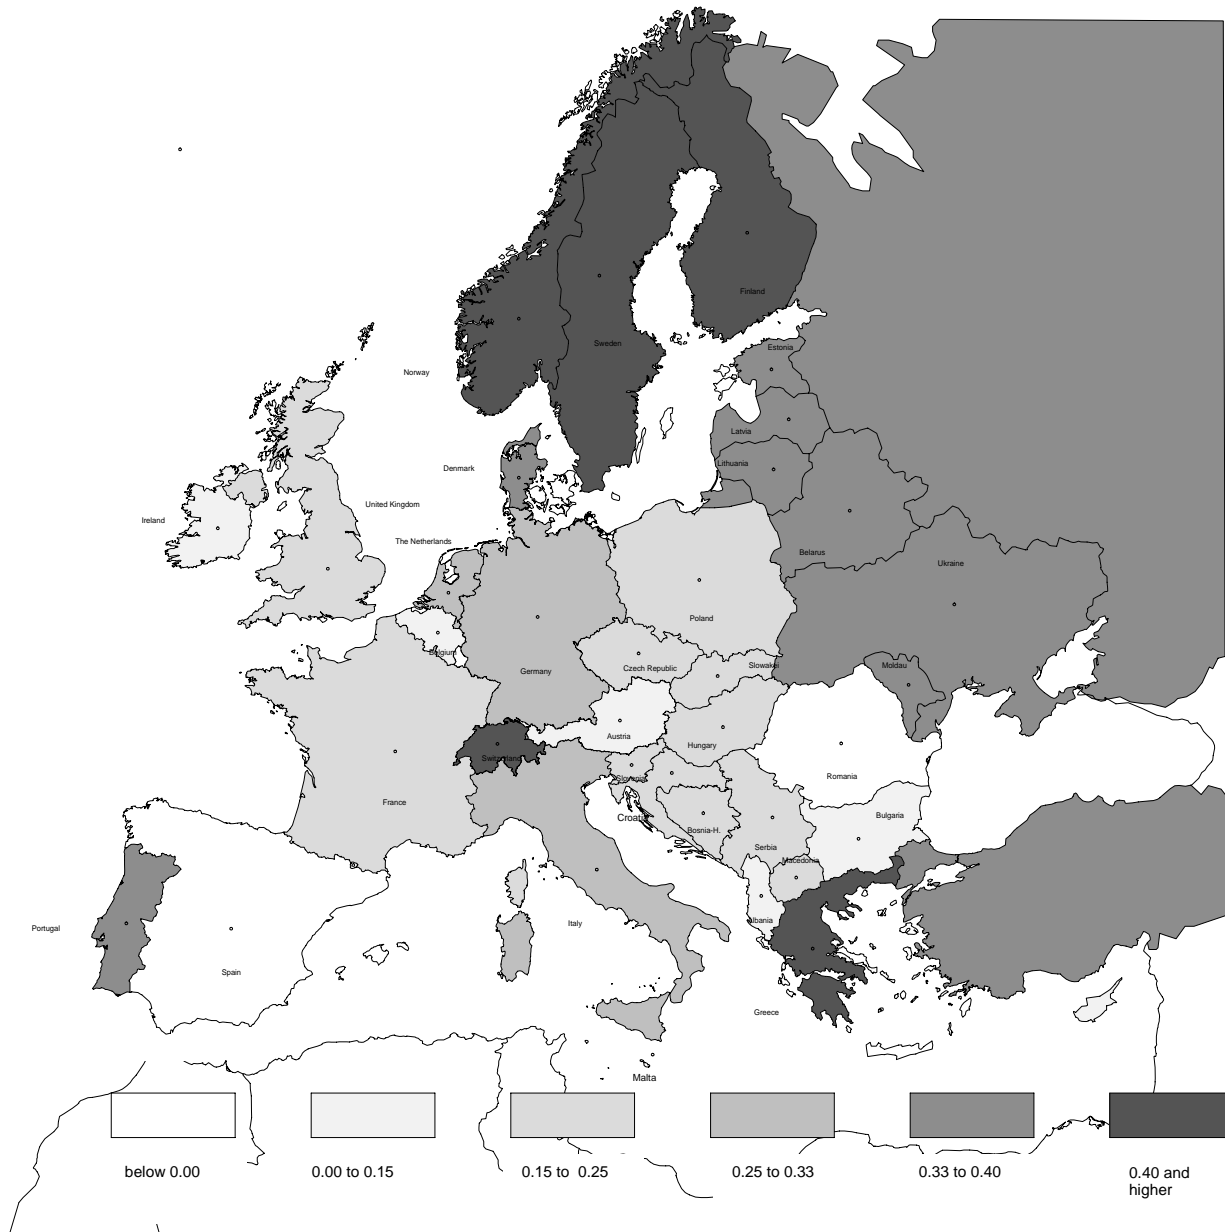 Finland
Sweden
Estonia
Norway
Latvia
Lithuania
Denmark
United Kingdom
Ireland
The Netherlands
Belarus
Ukraine
Poland
Belgium
Germany
Czech Republic
Slowakei
Moldau
Austria
Hungary
Switzerland
Slovenia
Romania
France
Croatia
Bosnia-H.
Bulgaria
Serbia
Macedonia
Albania
Portugal
Italy
Spain
Greece
Malta
below 0.00
0.00 to 0.15
0.15 to 0.25
0.25 to 0.33
0.33 to 0.40
0.40 and
higher